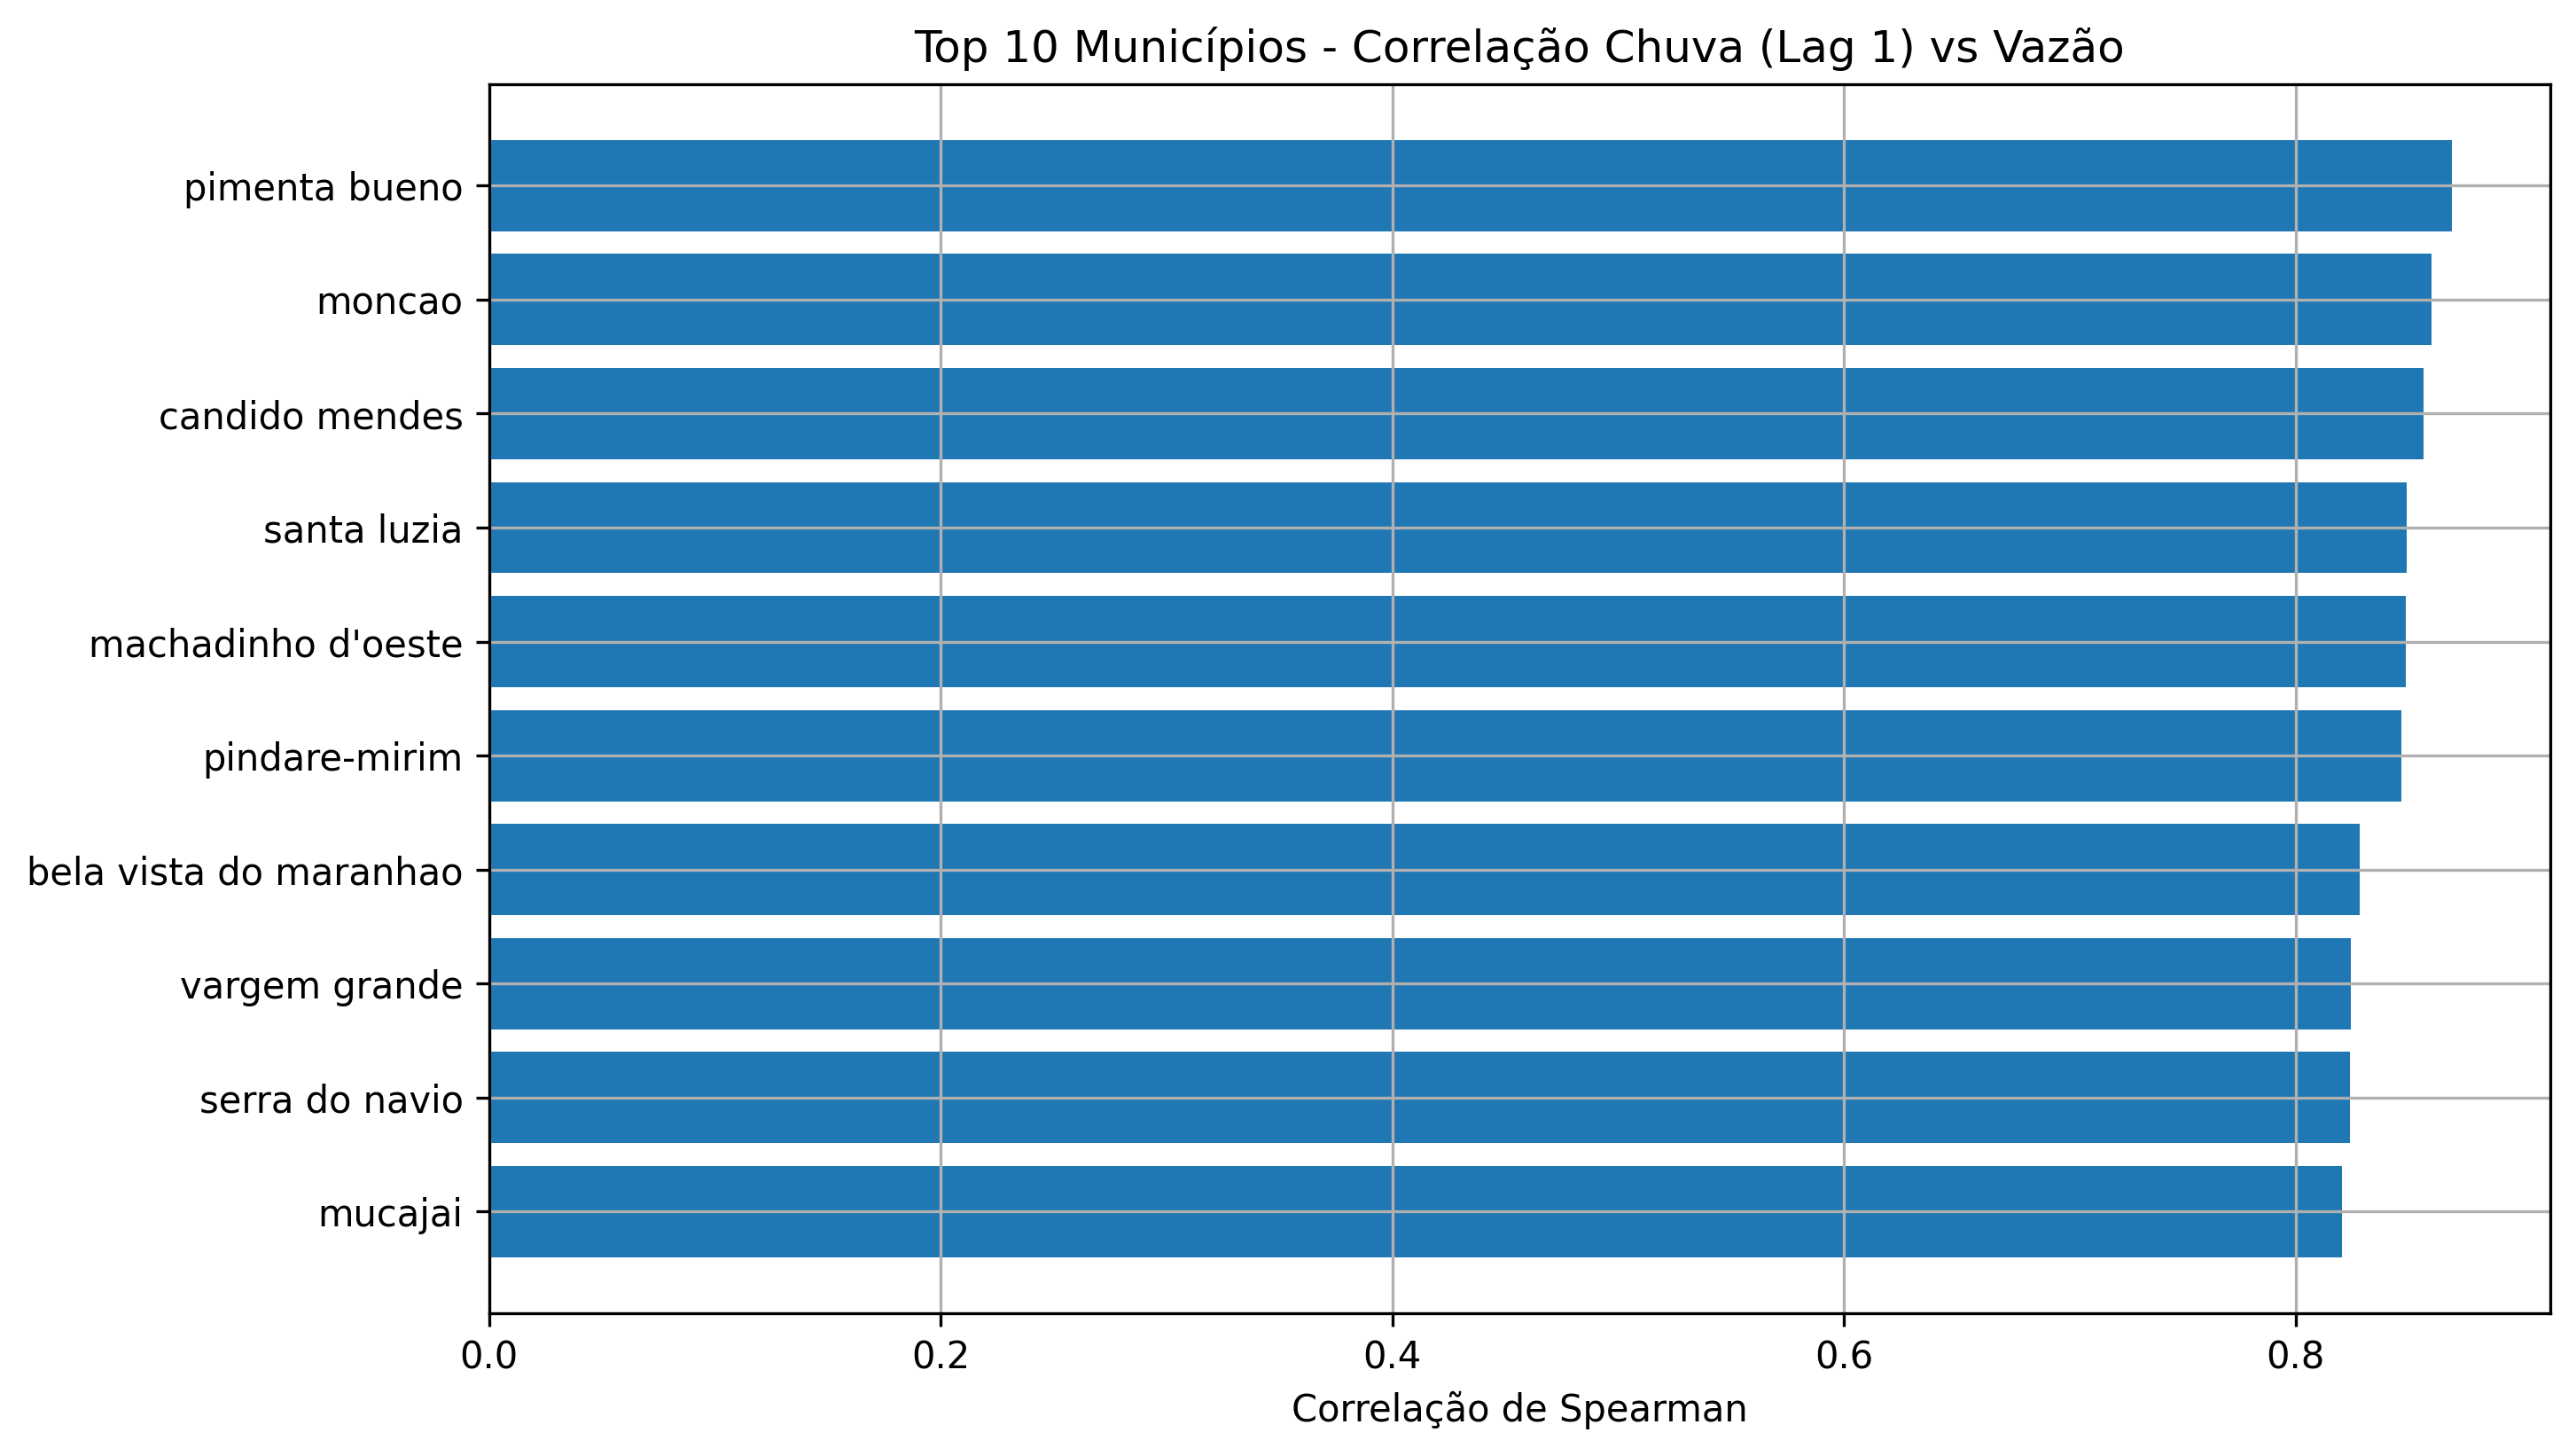 Top 10 Municípios - Correlação Chuva (Lag 1) vs Vazão
pimenta bueno
moncao
candido mendes
santa luzia
machadinho d'oeste
pindare-mirim
bela vista do maranhao
vargem grande
serra do navio
mucajai
0.0 0.2 0.4 0.6 0.8
Correlação de Spearman